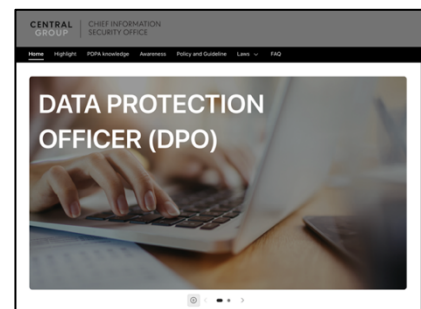 CENTRAL GROUP
CHIEF INFORMATION SECURITY OFFICE
Home Highlight PDPA knowledge Awareness Policy and Guideline Laws FAQ
DATA PROTECTION
OFFICER (DPO)